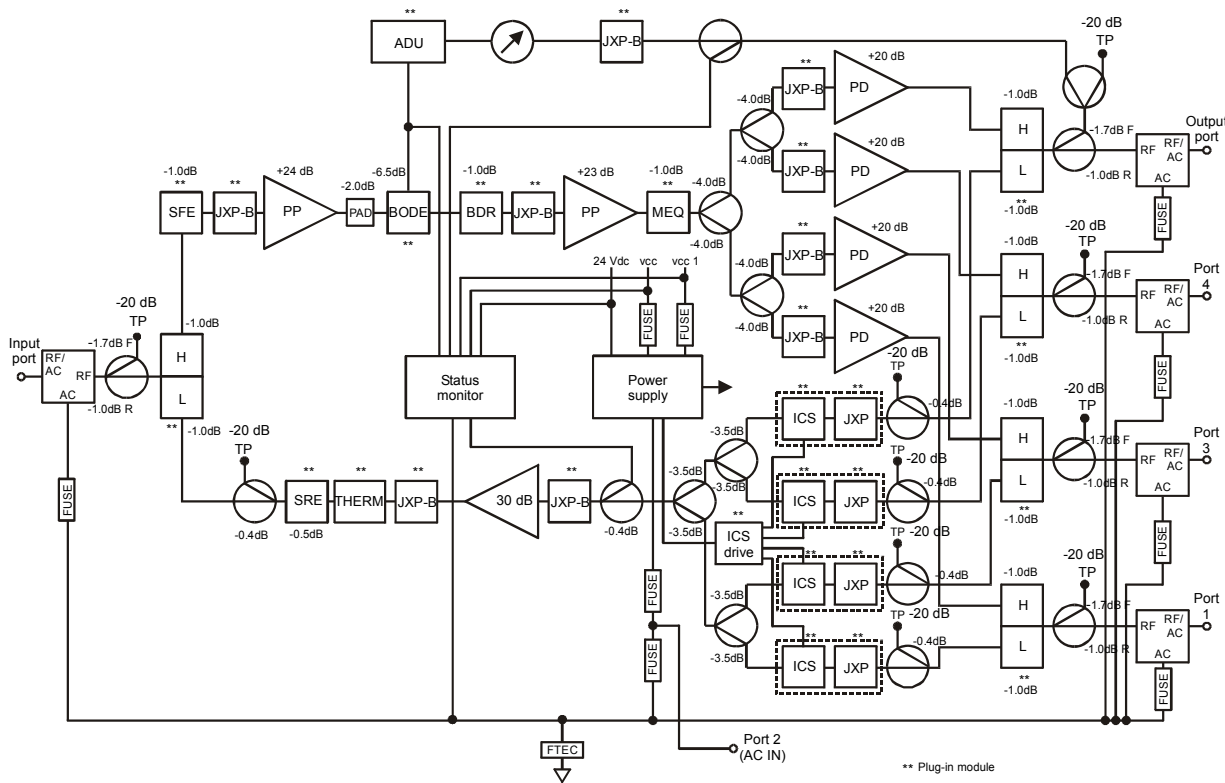 **
ADU
**
JXP-B
-20 dB
TP
**
JXP-B
+20 dB
PD
-4.0dB
-4.0dB
**
JXP-B
+20 dB
PD
-1.0dB
H
L
**
-1.0dB
-1.7dB F
-1.0dB R
RF
RF/
AC
AC
Output
port
FUSE
-1.0dB
**
SFE
**
JXP-B
+24 dB
PP
-2.0dB
PAD
-6.5dB
BODE
**
-1.0dB
**
BDR
**
JXP-B
+23 dB
PP
-1.0dB
**
MEQ
-4.0dB
-4.0dB
-4.0dB
-4.0dB
**
JXP-B
+20 dB
PD
**
JXP-B
+20 dB
PD
-1.0dB
H
L
**
-1.0dB
-20 dB
TP
-1.7dB F
-1.0dB R
RF
RF/
AC
AC
Port
4
FUSE
24 Vdc
vcc
vcc 1
FUSE
FUSE
Status
monitor
Power
supply
Input
port
RF/
AC
RF
AC
-20 dB
TP
-1.7dB F
-1.0dB R
-1.0dB
H
L
**
-1.0dB
FUSE
-20 dB
TP
-0.4dB
**
SRE
-0.5dB
**
THERM
**
JXP-B
30 dB
**
JXP-B
-0.4dB
-3.5dB
-3.5dB
-3.5dB
-3.5dB
**
ICS
**
JXP
-20 dB
TP
-0.4dB
**
ICS
**
JXP
-20 dB
TP
-0.4dB
-1.0dB
H
L
**
-1.0dB
-20 dB
TP
-1.7dB F
-1.0dB R
RF
RF/
AC
AC
Port
3
FUSE
**
ICS
drive
-3.5dB
-3.5dB
**
ICS
**
JXP
-20 dB
TP
-0.4dB
**
ICS
**
JXP
-20 dB
TP
-0.4dB
-1.0dB
H
L
**
-1.0dB
-20 dB
TP
-1.7dB F
-1.0dB R
RF
RF/
AC
AC
Port
1
FUSE
FUSE
FUSE
FTEC
Port 2
(AC IN)
** Plug-in module